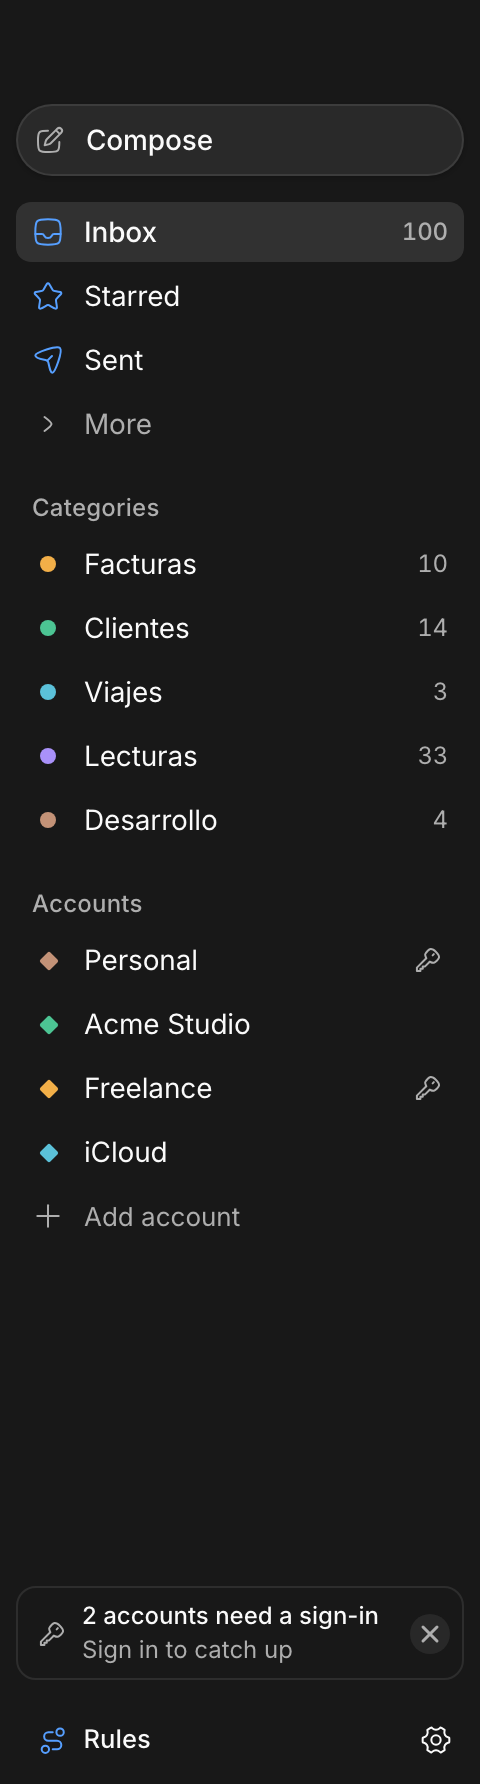 Compose
Inbox 100
Starred
Sent
More
Categories
Facturas 10
Clientes 14
Viajes 3
Lecturas 33
Desarrollo 4
Accounts
Personal
Acme Studio
Freelance
iCloud
Add account
2 accounts need a sign-in
Sign in to catch up
Rules